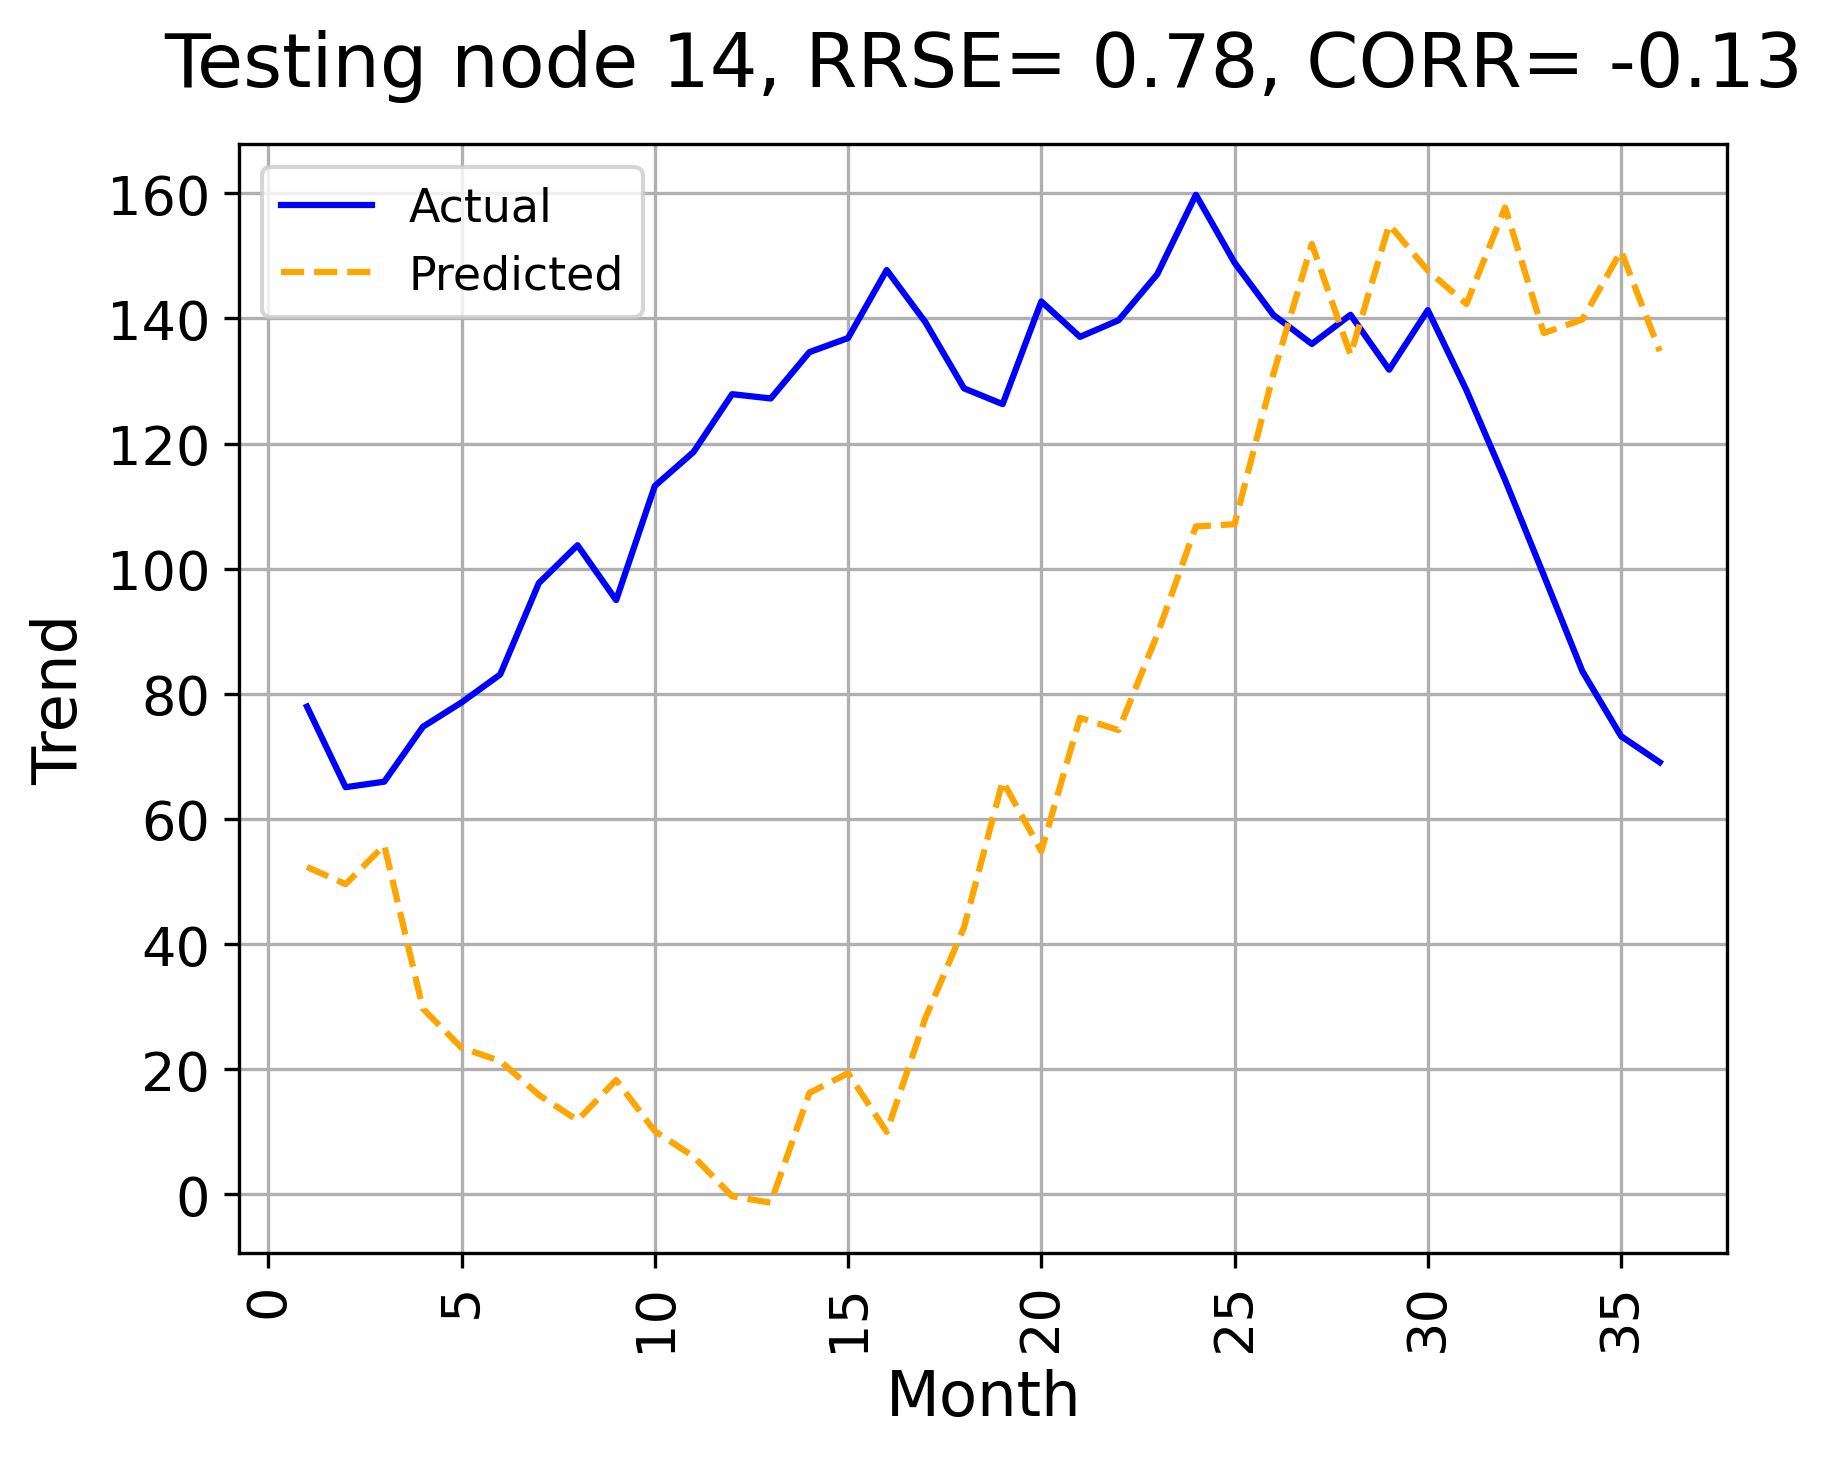 Testing node 14, RRSE= 0.78, CORR= -0.13
Actual
Predicted
160
140
120
100
80
60
40
20
0
Trend
0 5 10 15 20 25 30 35
Month